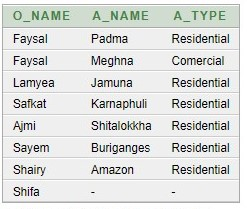 O_NAME A_NAME A_TYPE
Faysal Padma Residential
Faysal Meghna Comercial
Lamyea Jamuna Residential
Safkat Karnaphuli Residential
Ajmi Shitalokkha Residential
Sayem Buriganges Residential
Shairy Amazon Residential
Shifa - -